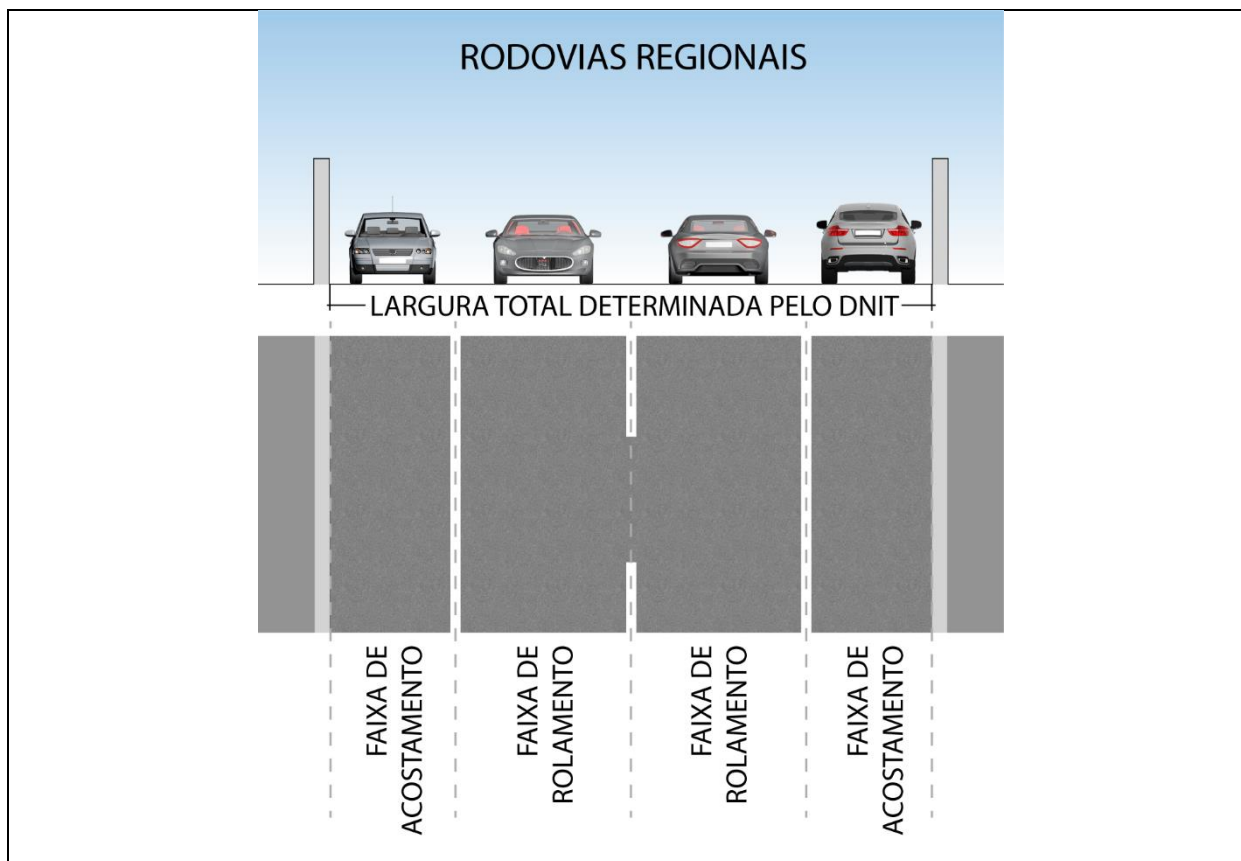 RODOVIAS REGIONAIS
LARGURA TOTAL DETERMINADA PELO DNIT
FAIXA DE
ACOSTAMENTO
FAIXA DE
ROLAMENTO
FAIXA DE
ROLAMENTO
FAIXA DE
ACOSTAMENTO